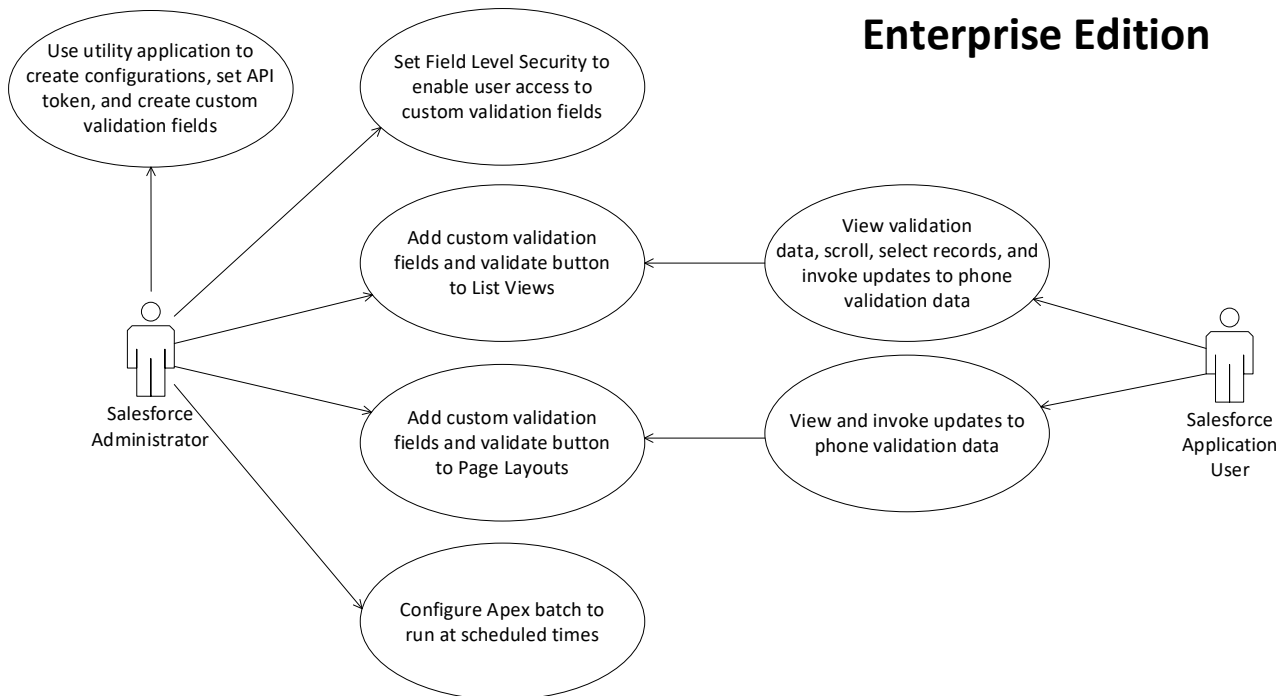 Enterprise Edition
Use utility application to
create configurations, set API
token, and create custom
validation fields
Set Field Level Security to
enable user access to
custom validation fields
Add custom validation
fields and validate button
to List Views
View validation
data, scroll, select records, and
invoke updates to phone
validation data
Salesforce
Administrator
Add custom validation
fields and validate button
to Page Layouts
View and invoke updates to
phone validation data
Salesforce
Application
User
Configure Apex batch to
run at scheduled times